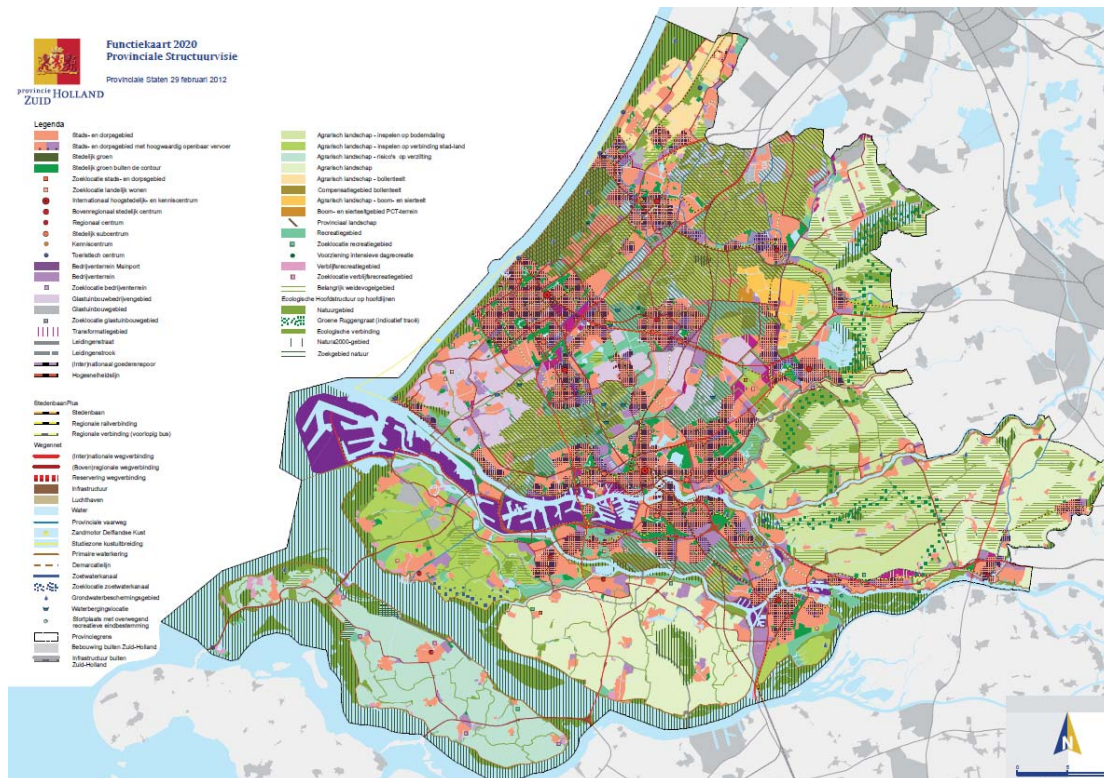 Functiekaart 2020
Provinciale Structuurvisie
Provinciale Staten 29 februari 2012
provincie
ZUID HOLLAND
Legenda
Stads- en dorpsgebied
Stads- en dorpsgebied met hoogwaardig openbaar vervoer
Stedelijk groen
Stedelijk groen buiten de contour
Zoeklocatie stads- en dorpsgebied
Zoeklocatie landelijk wonen
Internationaal hoogstedelijk- en kenniscentrum
Bovenregionaal stedelijk centrum
Regionaal centrum
Stedelijk subcentrum
Kenniscentrum
Toeristisch centrum
Bedrijventerrein Mainport
Bedrijventerrein
Zoeklocatie bedrijventerrein
Glastuinbouwbedrijvengebied
Glastuinbouwgebied
Zoeklocatie glastuinbouwgebied
Transformatiegebied
Leidingenstraat
Leidingenstrook
(Inter)nationaal goederenspoor
Hogesnelheidslijn
StedenbaanPlus
Stedenbaan
Regionale railverbinding
Regionale verbinding (voorlopig bus)
Wegennet
(Inter)nationale wegverbinding
(Boven)regionale wegverbinding
Reservering wegverbinding
Infrastructuur
Luchthaven
Water
Provinciale vaarweg
Zandmotor Delflandse Kust
Studiezone kustuitbreiding
Primaire waterkering
Demarcatielijn
Zoetwaterkanaal
Zoeklocatie zoetwaterkanaal
Grondwaterbeschermingsgebied
Waterbergingslocatie
Stortplaats met overwegend
recreatieve eindbestemming
Provinciegrens
Bebouwing buiten Zuid-Holland
Infrastructuur buiten
Zuid-Holland
Agrarisch landschap - inspelen op bodemdaling
Agrarisch landschap - inspelen op verbinding stad-land
Agrarisch landschap - risico's op verzilting
Agrarisch landschap
Agrarisch landschap - bollenteelt
Compensatiegebied bollenteelt
Agrarisch landschap - boom- en sierteelt
Boom- en sierteeltgebied PCT-terrein
Provinciaal landschap
Recreatiegebied
Zoeklocatie recreatiegebied
Voorziening intensieve dagrecreatie
Verblijfsrecreatiegebied
Zoeklocatie verblijfsrecreatiegebied
Belangrijk weidevogelgebied
Ecologische Hoofdstructuur op hoofdlijnen
Natuurgebied
Groene Ruggengraat (indicatief tracé)
Ecologische verbinding
Natura2000-gebied
Zoekgebied natuur
N